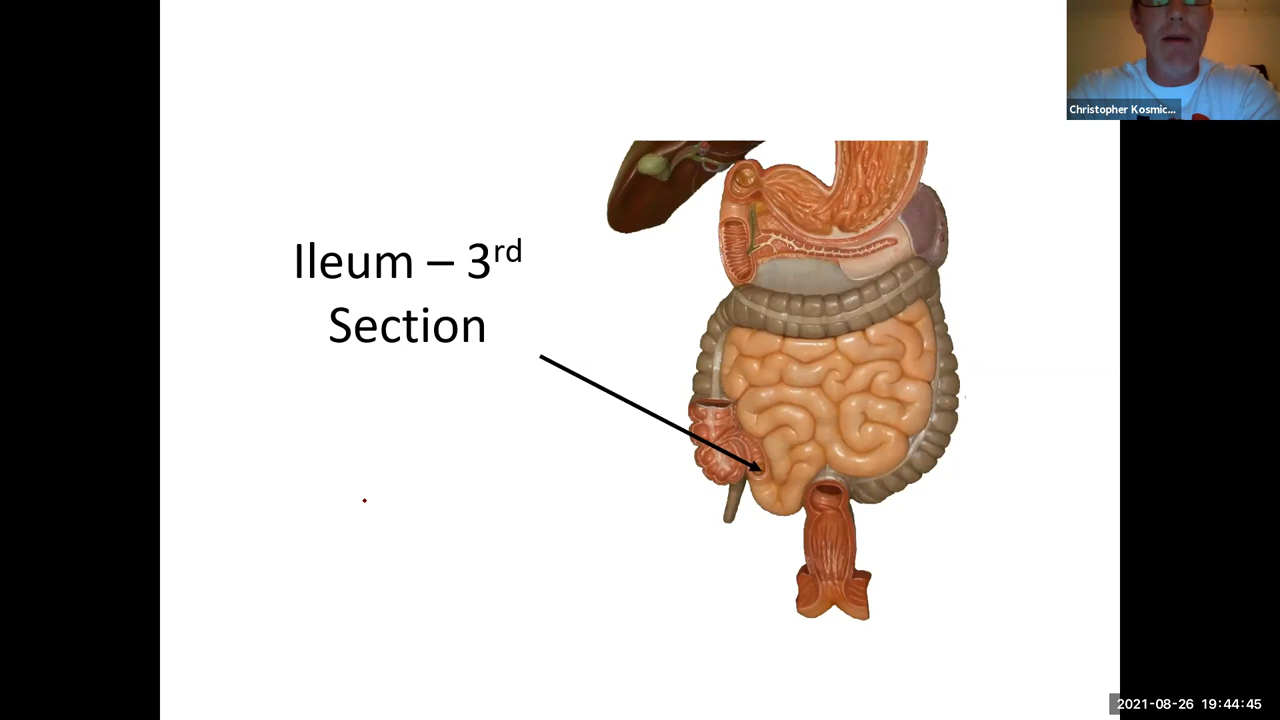 Christopher Kosmic...
Ileum – 3rd
Section
2021-08-26 19:44:45